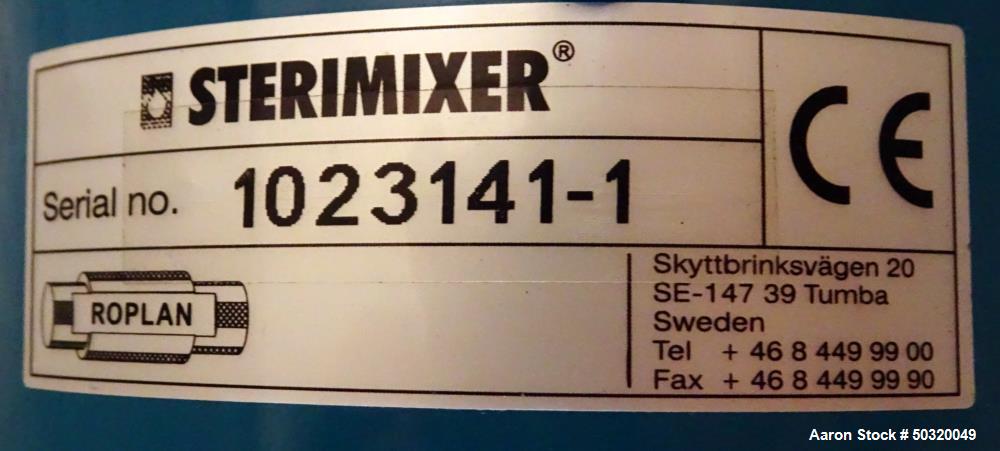 STERIMIXER®
CE
Serial no. 1023141-1
ROPLAN
Skyttbrinksvägen 20
SE-147 39 Tumba
Sweden
Tel + 46 8 449 99 00
Fax + 46 8 449 99 90
Aaron Stock # 50320049